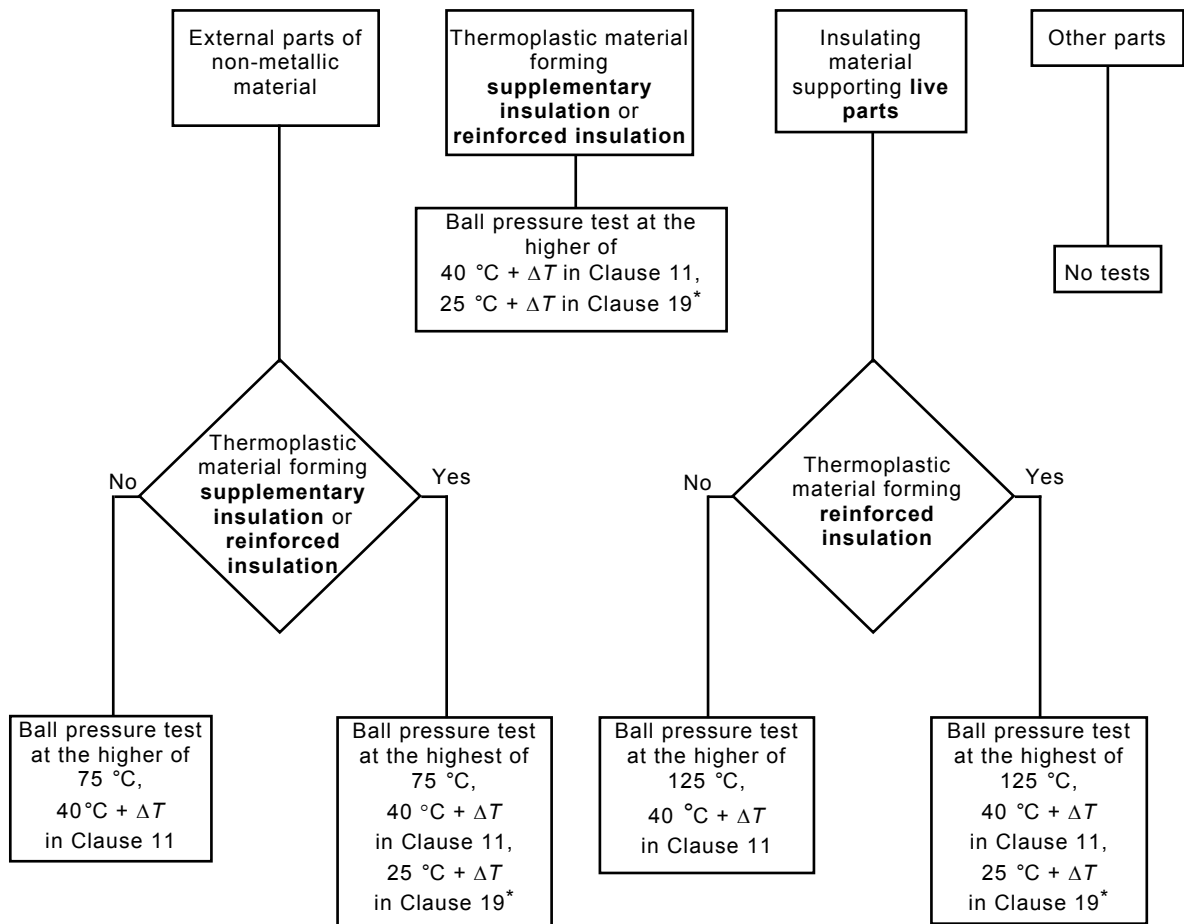 External parts of
non-metallic
material
Thermoplastic material
forming
supplementary
insulation or
reinforced insulation
Insulating
material
supporting live
parts
Other parts
Ball pressure test at the
higher of
40 °C + ΔT in Clause 11,
25 °C + ΔT in Clause 19*
No tests
Thermoplastic
material forming
supplementary
insulation or
reinforced
insulation
No
Yes
Thermoplastic
material forming
reinforced
insulation
No
Yes
Ball pressure test
at the higher of
75 °C,
40°C + ΔT
in Clause 11
Ball pressure test
at the highest of
75 °C,
40 °C + ΔT
in Clause 11,
25 °C + ΔT
in Clause 19*
Ball pressure test
at the higher of
125 °C,
40 °C + ΔT
in Clause 11
Ball pressure test
at the highest of
125 °C,
40 °C + ΔT
in Clause 11,
25 °C + ΔT
in Clause 19*